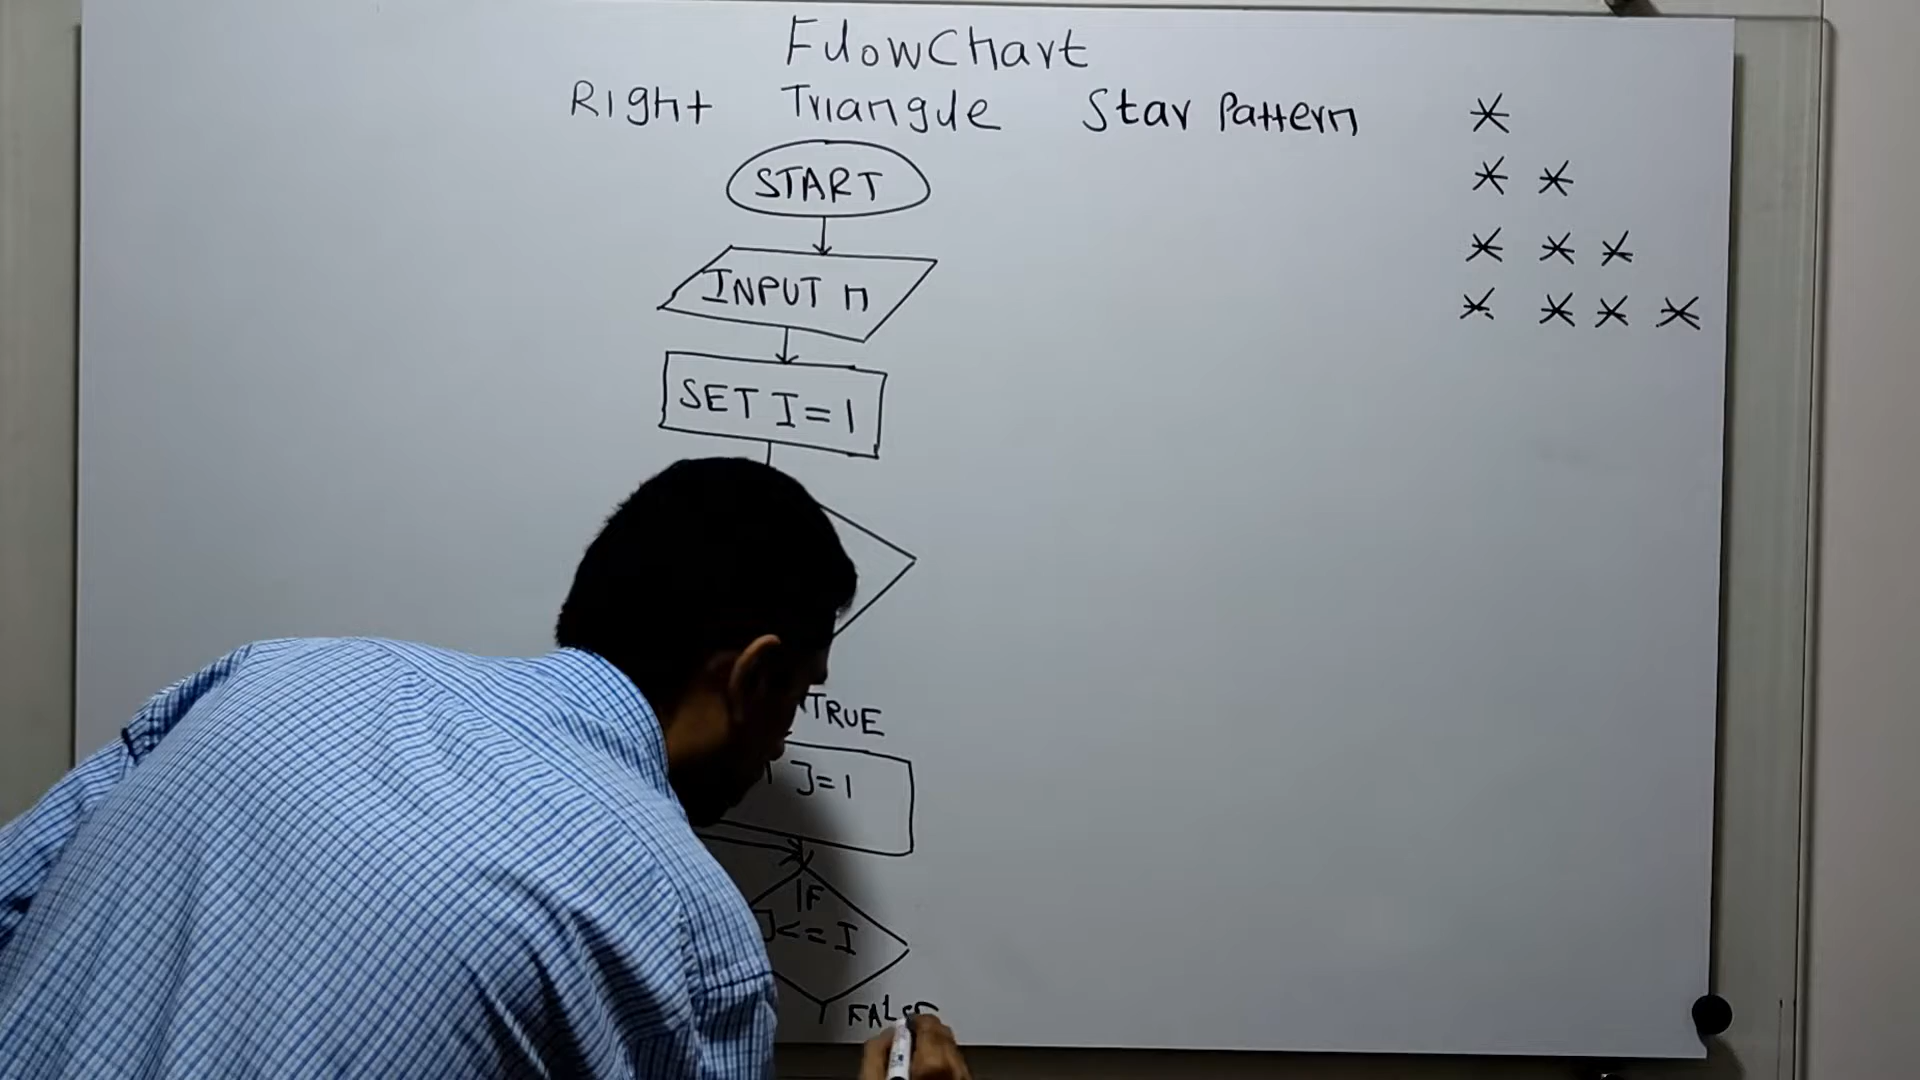 FlowChart
Right Triangle Star Pattern
*
* *
* * *
* * * *
START
INPUT n
SET I = 1
TRUE
J = 1
IF
J <= I
FALSE